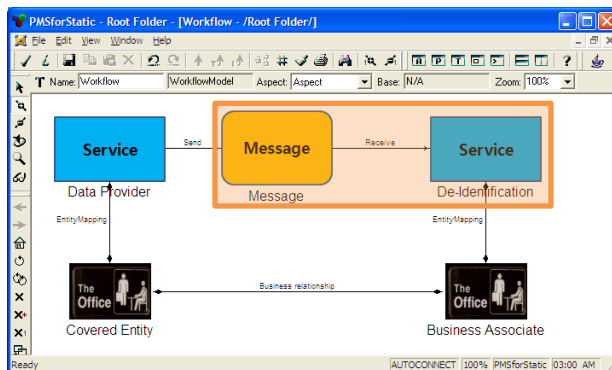 PMSforStatic - Root Folder - [Workflow - /Root Folder/]
File Edit View Window Help
Name: Workflow WorkflowModel Aspect: Aspect Base: N/A Zoom: 100%
Service Send Message Receive Service
Data Provider Message De-Identification
EntityMapping EntityMapping
The Office Business relationship The Office
Covered Entity Business Associate
Ready AUTOCONNECT 100% PMSforStatic 03:00 AM